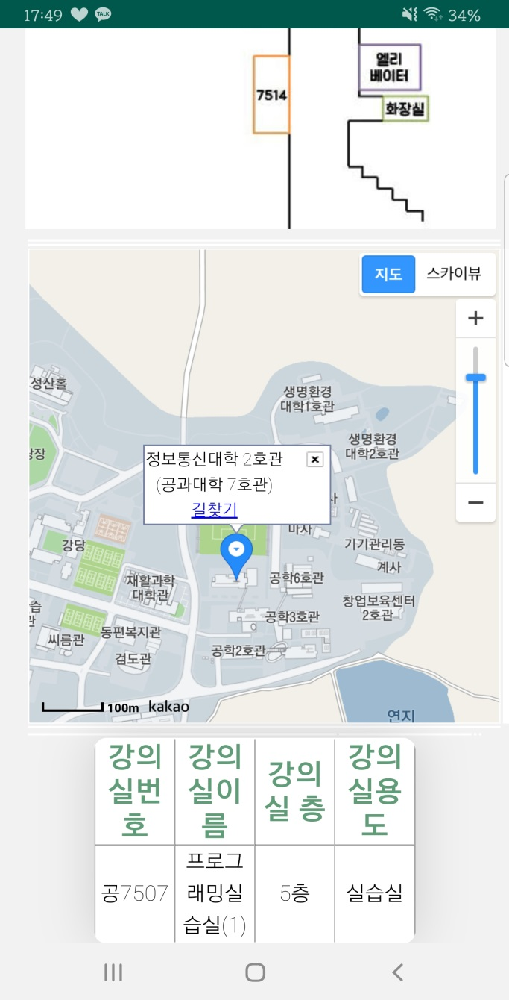 17:49
TALK
34%
엘리
베이터
7514
화장실
지도 스카이뷰
성산홀
생명환경
대학1호관
생명환경
대학2호관
정보통신대학 2호관
(공과대학 7호관)
길찾기
마사
기기관리동
강당
계사
재활과학
대학관
공학6호관
창업보육센터
2호관
공학3호관
동편복지관
씨름관
공학2호관
검도관
100m kakao
연지
강의실번호
강의실이름
강의실 층
강의실용도
공7507
프로그래밍실습실(1)
5층
실습실